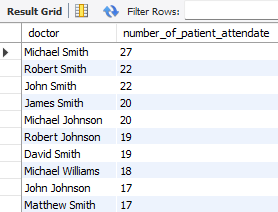 Result Grid Filter Rows:
doctor number_of_patient_attendate
Michael Smith 27
Robert Smith 22
John Smith 22
James Smith 20
Michael Johnson 20
Robert Johnson 19
David Smith 19
Michael Williams 18
John Johnson 17
Matthew Smith 17